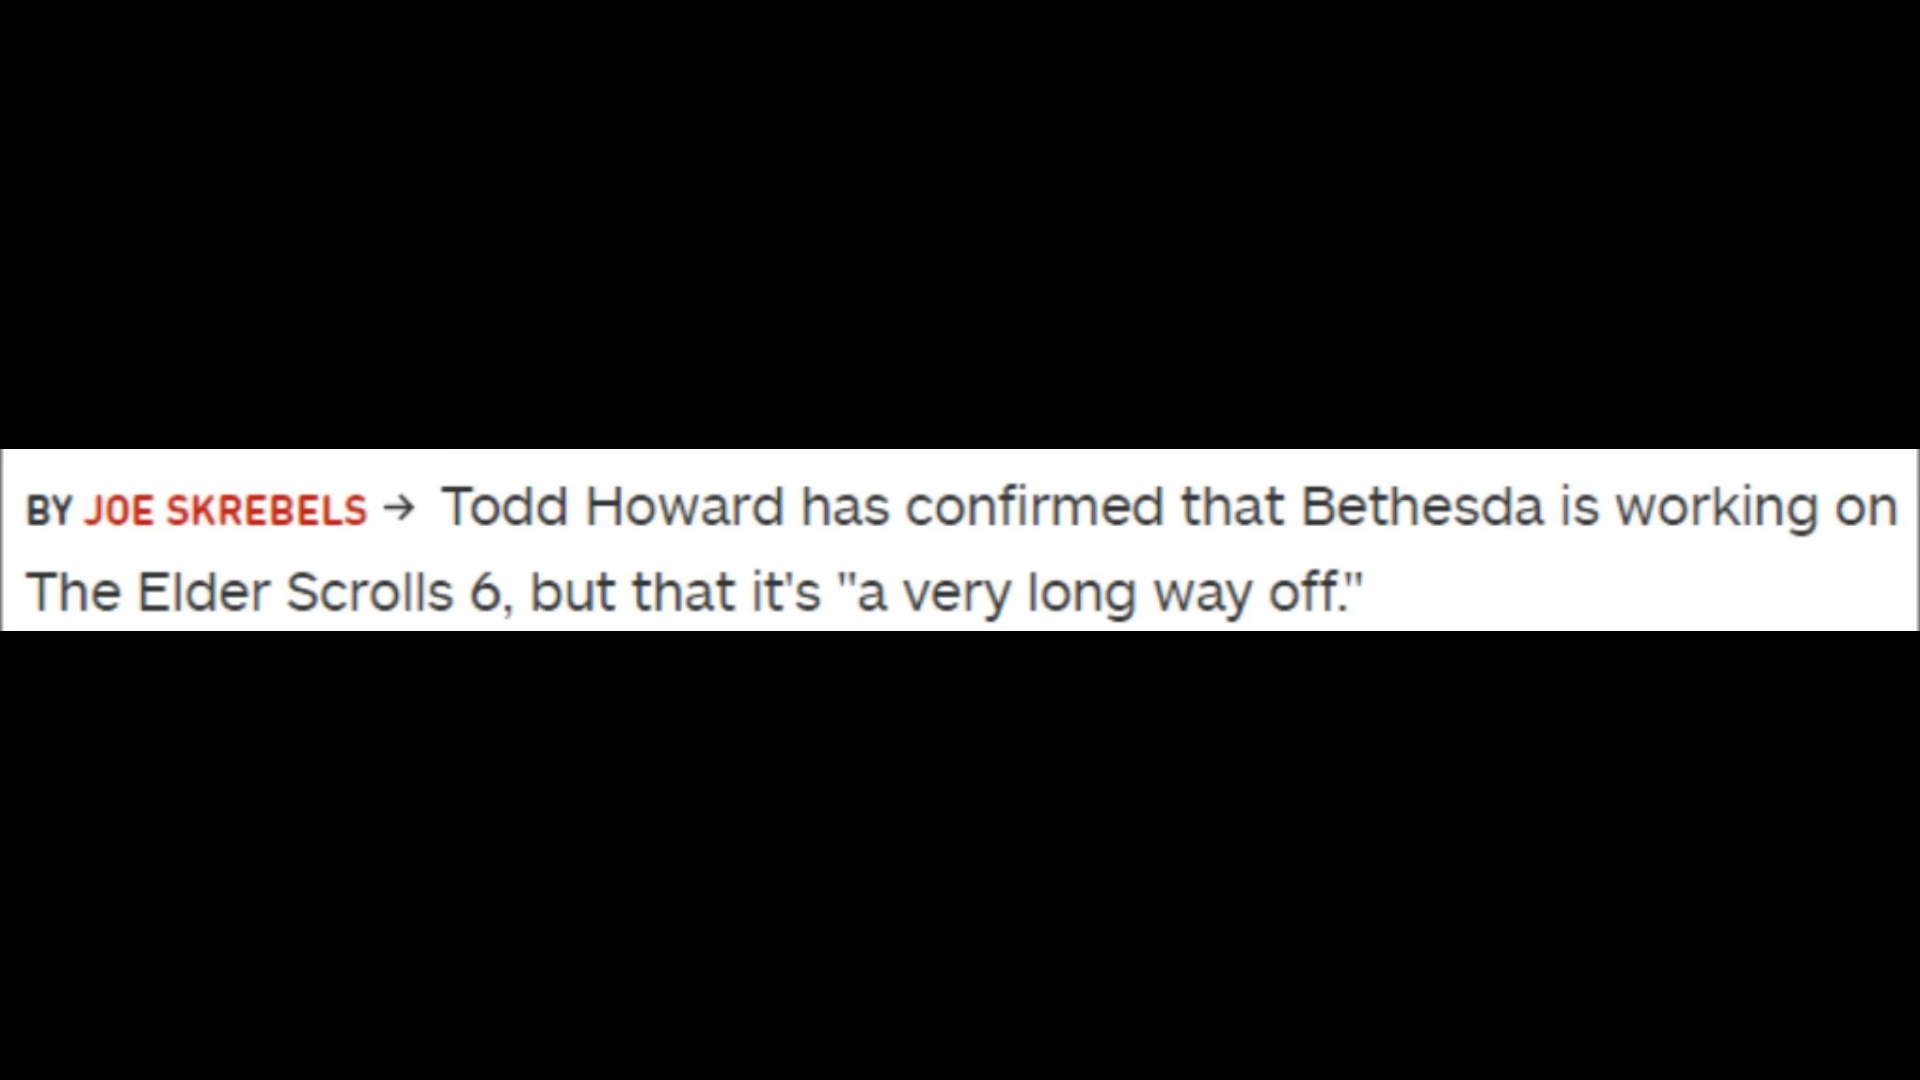 BY JOE SKREBELS → Todd Howard has confirmed that Bethesda is working on
The Elder Scrolls 6, but that it's "a very long way off."